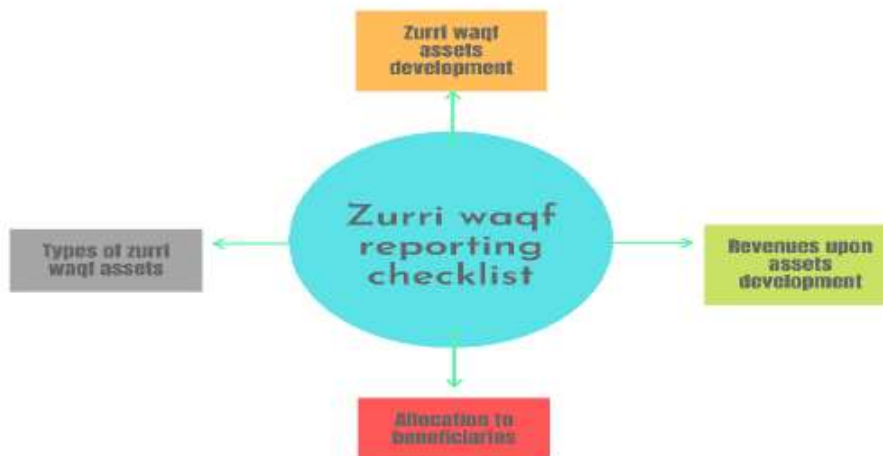 Zurri waqf
assets
development
Zurri waqf
reporting
checklist
Types of zurri
waqf assets
Revenues upon
assets
development
Allocation to
beneficiaries